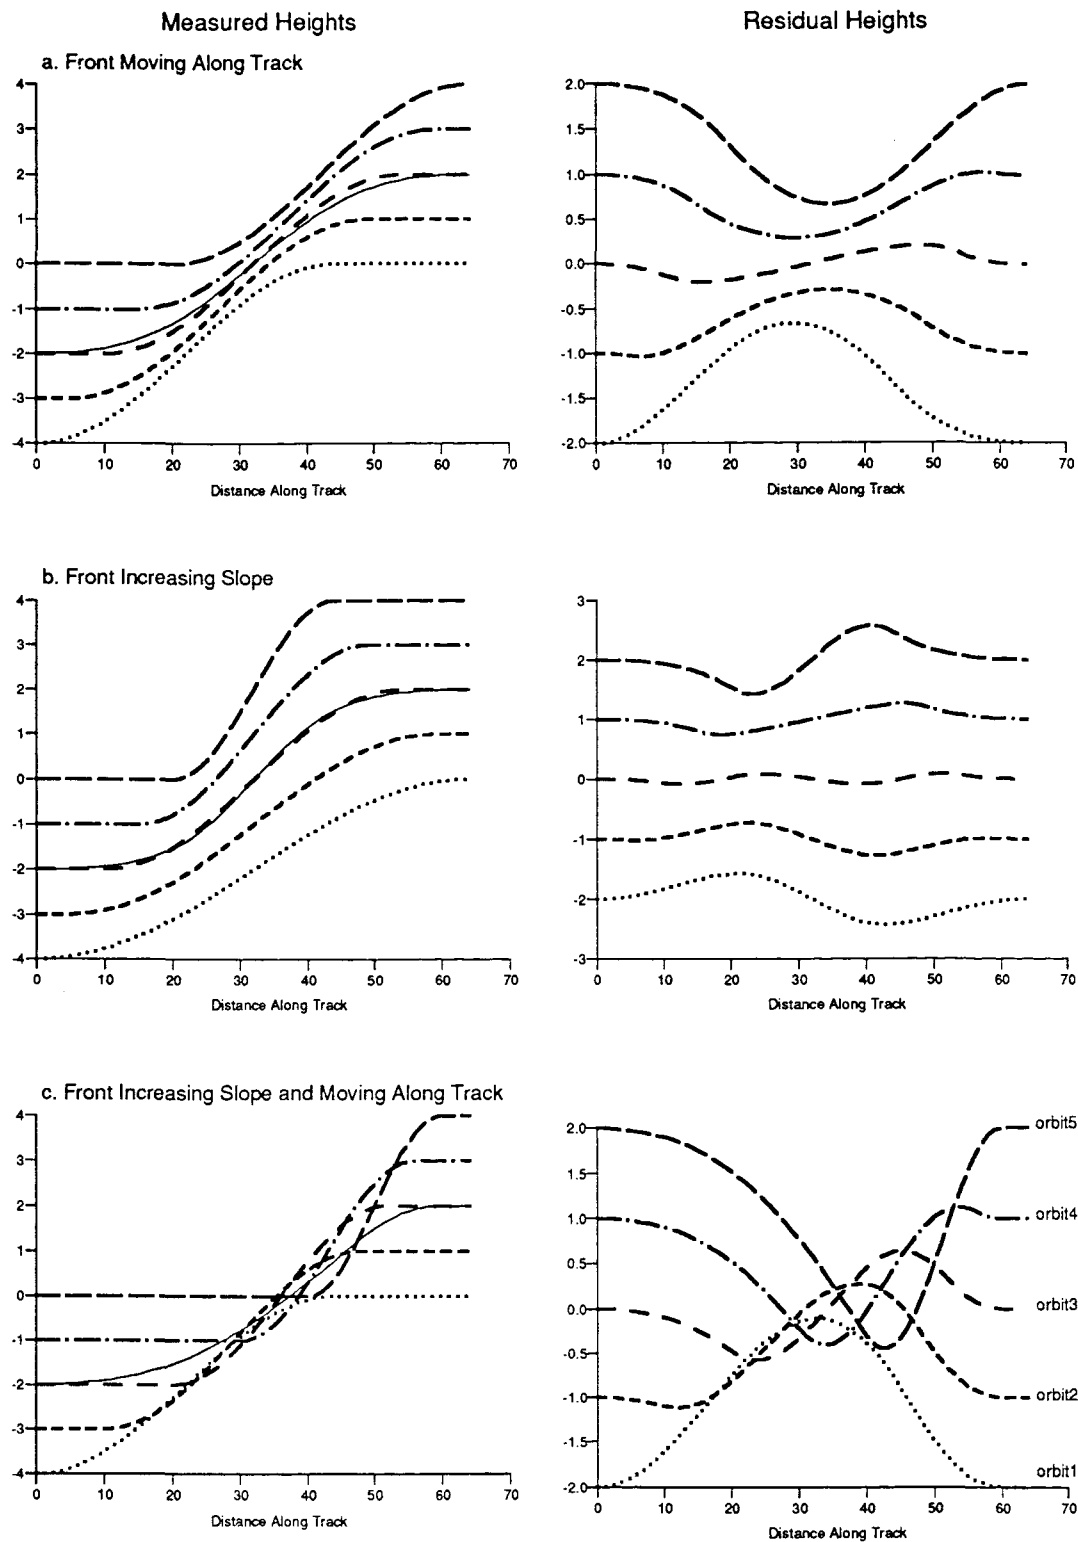 Measured Heights
Residual Heights
a. Front Moving Along Track
4
3
2
1
0
-1
-2
-3
-4
0 10 20 30 40 50 60 70
Distance Along Track
2.0
1.5
1.0
0.5
0.0
-0.5
-1.0
-1.5
-2.0
0 10 20 30 40 50 60 70
Distance Along Track
b. Front Increasing Slope
4
3
2
1
0
-1
-2
-3
-4
0 10 20 30 40 50 60 70
Distance Along Track
3
2
1
0
-1
-2
-3
0 10 20 30 40 50 60 70
Distance Along Track
c. Front Increasing Slope and Moving Along Track
4
3
2
1
0
-1
-2
-3
-4
0 10 20 30 40 50 60 70
Distance Along Track
2.0
1.5
1.0
0.5
0.0
-0.5
-1.0
-1.5
-2.0
orbit5
orbit4
orbit3
orbit2
orbit1
0 10 20 30 40 50 60 70
Distance Along Track